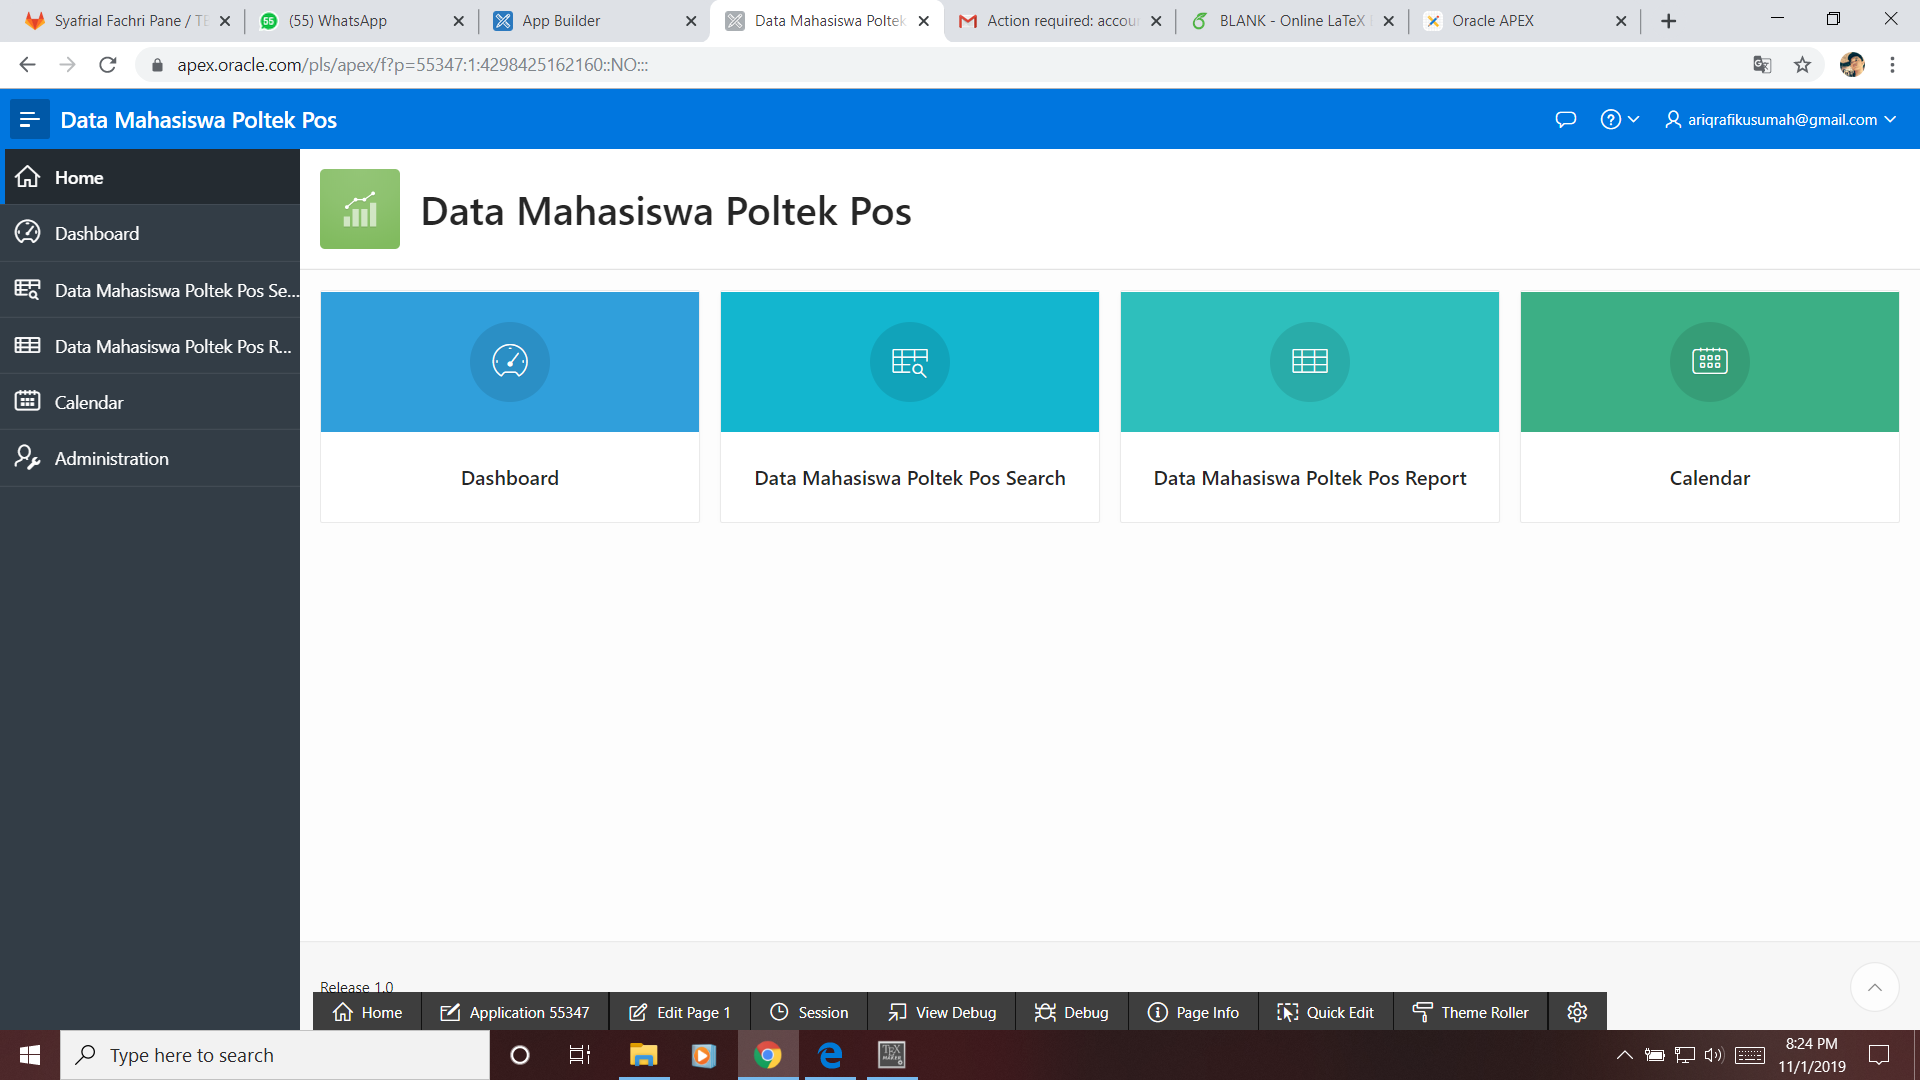 Syafrial Fachri Pane / TE
(55) WhatsApp
App Builder
Data Mahasiswa Poltek
Action required: accour
BLANK - Online LaTeX
Oracle APEX
apex.oracle.com/pls/apex/f?p=55347:1:4298425162160::NO:::
Data Mahasiswa Poltek Pos
ariqrafikusumah@gmail.com
Home
Dashboard
Data Mahasiswa Poltek Pos Se...
Data Mahasiswa Poltek Pos R...
Calendar
Administration
Data Mahasiswa Poltek Pos
Dashboard
Data Mahasiswa Poltek Pos Search
Data Mahasiswa Poltek Pos Report
Calendar
Release 1.0
Home
Application 55347
Edit Page 1
Session
View Debug
Debug
Page Info
Quick Edit
Theme Roller
Type here to search
8:24 PM
11/1/2019